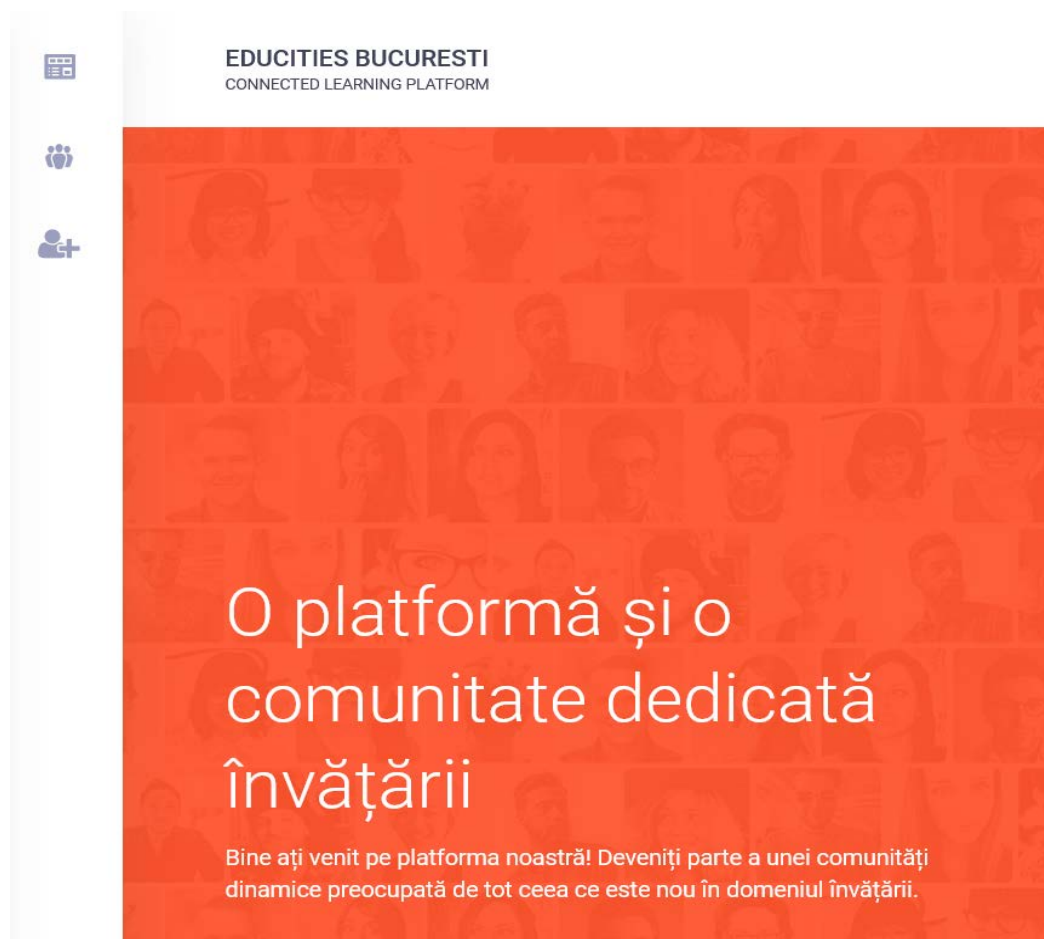 EDUCITIES BUCURESTI
CONNECTED LEARNING PLATFORM
O platformă și o
comunitate dedicată
învățării
Bine ați venit pe platforma noastră! Deveniți parte a unei comunități
dinamice preocupată de tot ceea ce este nou în domeniul învățării.